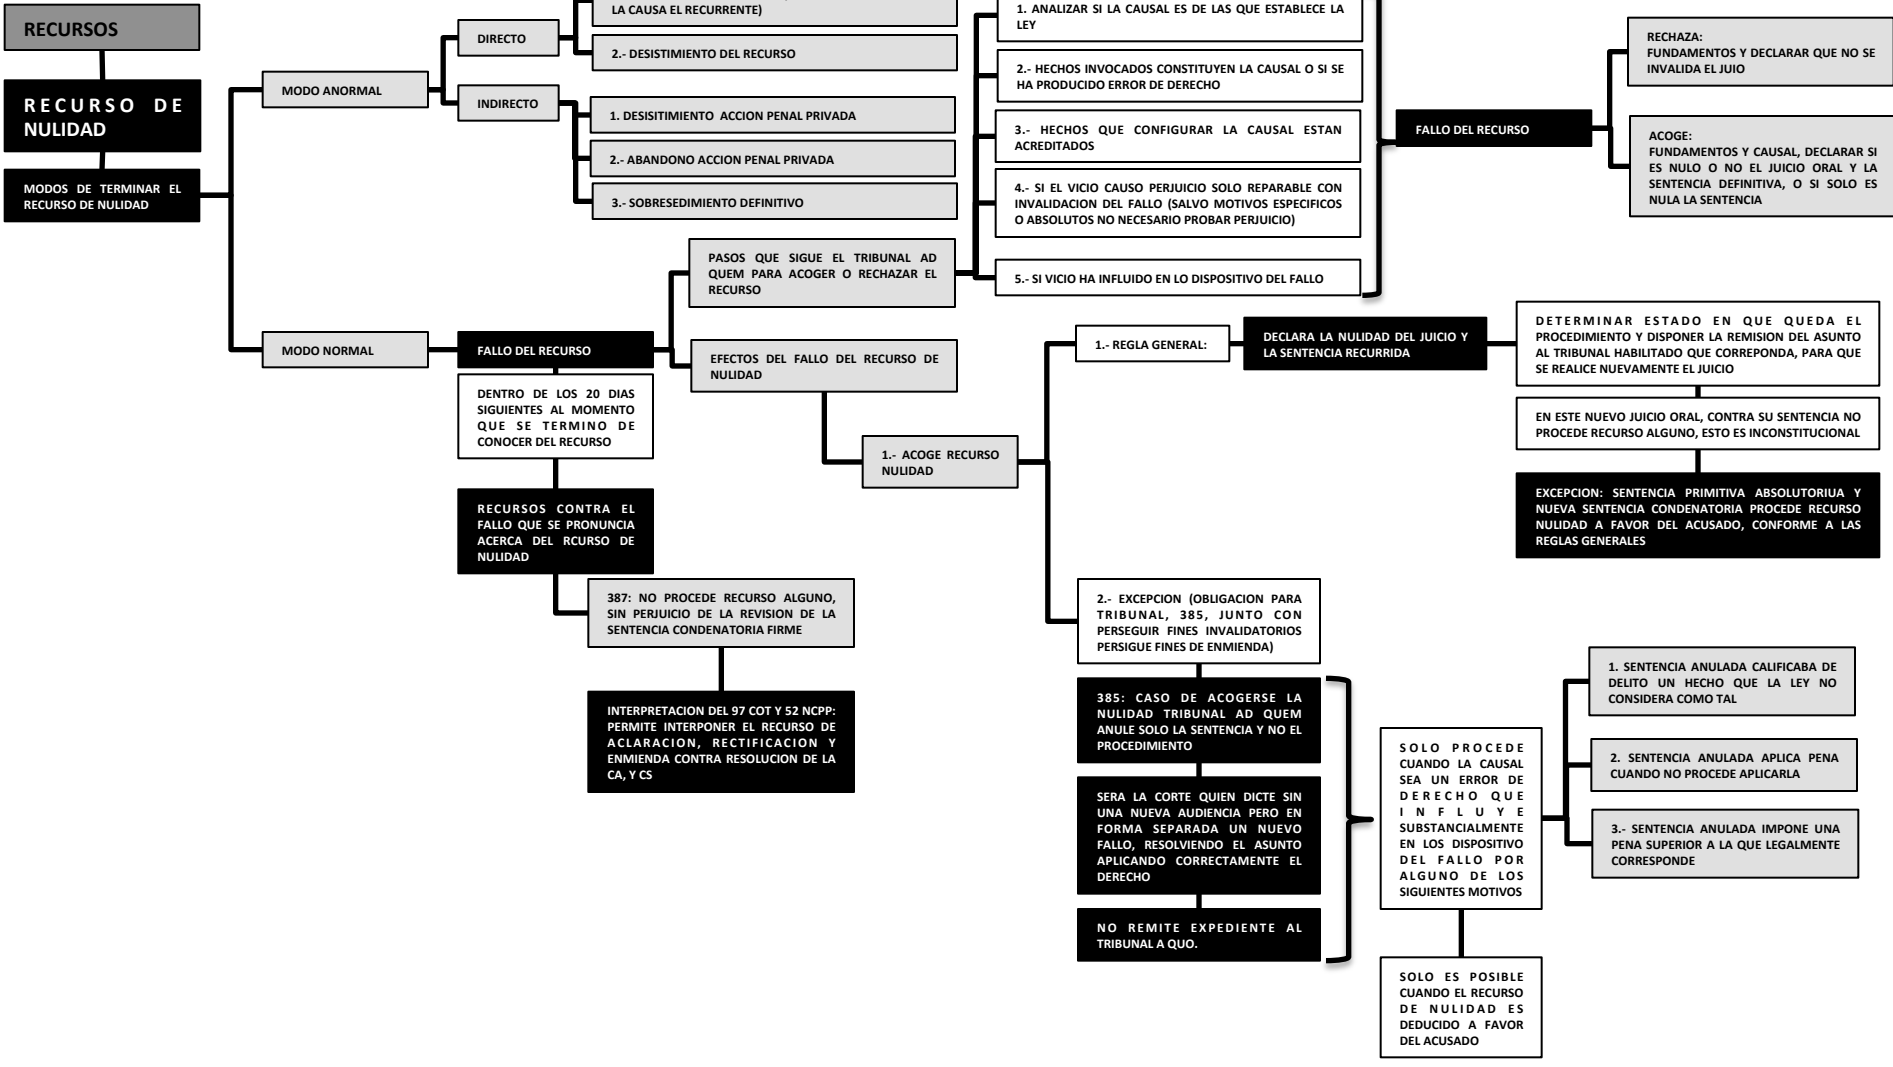 RECURSOS
RECURSO DE
NULIDAD
MODOS DE TERMINAR EL
RECURSO DE NULIDAD
MODO ANORMAL
DIRECTO
LA CAUSA EL RECURRENTE)
2.- DESISTIMIENTO DEL RECURSO
INDIRECTO
1. DESISITIMIENTO ACCION PENAL PRIVADA
2.- ABANDONO ACCION PENAL PRIVADA
3.- SOBRESEDIMIENTO DEFINITIVO
MODO NORMAL
FALLO DEL RECURSO
DENTRO DE LOS 20 DIAS
SIGUIENTES AL MOMENTO
QUE SE TERMINO DE
CONOCER DEL RECURSO
RECURSOS CONTRA EL
FALLO QUE SE PRONUNCIA
ACERCA DEL RCURSO DE
NULIDAD
387: NO PROCEDE RECURSO ALGUNO,
SIN PERJUICIO DE LA REVISION DE LA
SENTENCIA CONDENATORIA FIRME
INTERPRETACION DEL 97 COT Y 52 NCPP:
PERMITE INTERPONER EL RECURSO DE
ACLARACION, RECTIFICACION Y
ENMIENDA CONTRA RESOLUCION DE LA
CA, Y CS
PASOS QUE SIGUE EL TRIBUNAL AD
QUEM PARA ACOGER O RECHAZAR EL
RECURSO
1. ANALIZAR SI LA CAUSAL ES DE LAS QUE ESTABLECE LA
LEY
2.- HECHOS INVOCADOS CONSTITUYEN LA CAUSAL O SI SE
HA PRODUCIDO ERROR DE DERECHO
3.- HECHOS QUE CONFIGURAR LA CAUSAL ESTAN
ACREDITADOS
4.- SI EL VICIO CAUSO PERJUICIO SOLO REPARABLE CON
INVALIDACION DEL FALLO (SALVO MOTIVOS ESPECIFICOS
O ABSOLUTOS NO NECESARIO PROBAR PERJUICIO)
5.- SI VICIO HA INFLUIDO EN LO DISPOSITIVO DEL FALLO
FALLO DEL RECURSO
RECHAZA:
FUNDAMENTOS Y DECLARAR QUE NO SE
INVALIDA EL JUIO
ACOGE:
FUNDAMENTOS Y CAUSAL, DECLARAR SI
ES NULO O NO EL JUICIO ORAL Y LA
SENTENCIA DEFINITIVA, O SI SOLO ES
NULA LA SENTENCIA
EFECTOS DEL FALLO DEL RECURSO DE
NULIDAD
1.- ACOGE RECURSO
NULIDAD
1.- REGLA GENERAL:
DECLARA LA NULIDAD DEL JUICIO Y
LA SENTENCIA RECURRIDA
DETERMINAR ESTADO EN QUE QUEDA EL
PROCEDIMIENTO Y DISPONER LA REMISION DEL ASUNTO
AL TRIBUNAL HABILITADO QUE CORREPONDA, PARA QUE
SE REALICE NUEVAMENTE EL JUICIO
EN ESTE NUEVO JUICIO ORAL, CONTRA SU SENTENCIA NO
PROCEDE RECURSO ALGUNO, ESTO ES INCONSTITUCIONAL
EXCEPCION: SENTENCIA PRIMITIVA ABSOLUTORIUA Y
NUEVA SENTENCIA CONDENATORIA PROCEDE RECURSO
NULIDAD A FAVOR DEL ACUSADO, CONFORME A LAS
REGLAS GENERALES
2.- EXCEPCION (OBLIGACION PARA
TRIBUNAL, 385, JUNTO CON
PERSEGUIR FINES INVALIDATORIOS
PERSIGUE FINES DE ENMIENDA)
385: CASO DE ACOGERSE LA
NULIDAD TRIBUNAL AD QUEM
ANULE SOLO LA SENTENCIA Y NO EL
PROCEDIMIENTO
SERA LA CORTE QUIEN DICTE SIN
UNA NUEVA AUDIENCIA PERO EN
FORMA SEPARADA UN NUEVO
FALLO, RESOLVIENDO EL ASUNTO
APLICANDO CORRECTAMENTE EL
DERECHO
NO REMITE EXPEDIENTE AL
TRIBUNAL A QUO.
SOLO PROCEDE
CUANDO LA CAUSAL
SEA UN ERROR DE
DERECHO QUE
INFLUYE
SUBSTANCIALMENTE
EN LOS DISPOSITIVO
DEL FALLO POR
ALGUNO DE LOS
SIGUIENTES MOTIVOS
SOLO ES POSIBLE
CUANDO EL RECURSO
DE NULIDAD ES
DEDUCIDO A FAVOR
DEL ACUSADO
1. SENTENCIA ANULADA CALIFICABA DE
DELITO UN HECHO QUE LA LEY NO
CONSIDERA COMO TAL
2. SENTENCIA ANULADA APLICA PENA
CUANDO NO PROCEDE APLICARLA
3.- SENTENCIA ANULADA IMPONE UNA
PENA SUPERIOR A LA QUE LEGALMENTE
CORRESPONDE